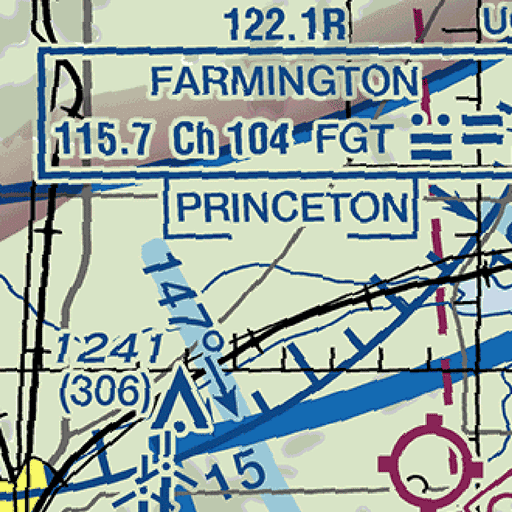 122.1R
U
FARMINGTON
115.7 Ch 104 FGT
PRINCETON
147°
1241
(306)
15